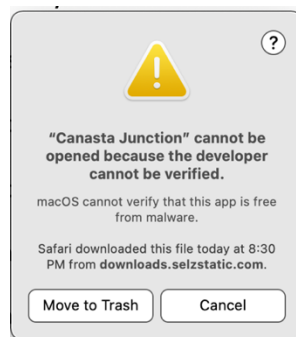 ?
“Canasta Junction” cannot be
opened because the developer
cannot be verified.
macOS cannot verify that this app is free
from malware.
Safari downloaded this file today at 8:30
PM from downloads.selzstatic.com.
Move to Trash
Cancel